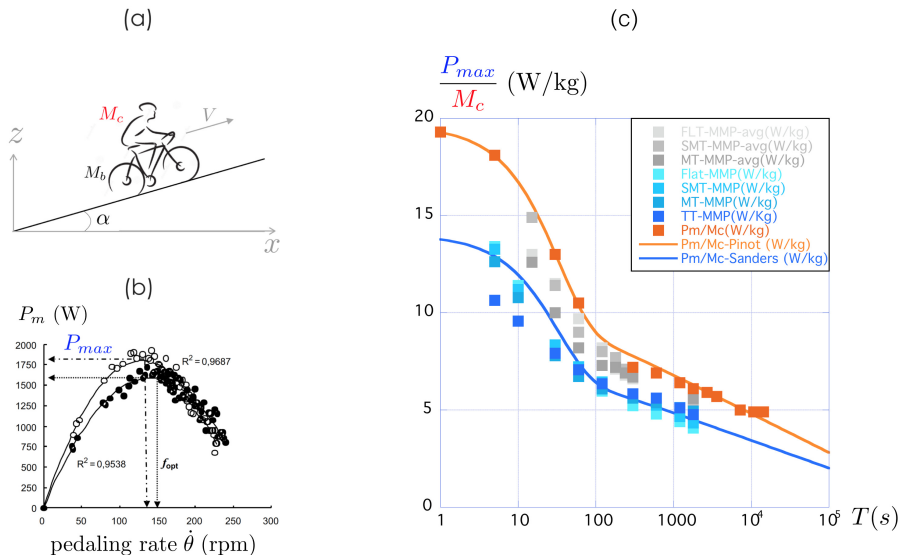 (a)
M_c
V
z
M_b
α
x
(b)
P_m (W)
P_max
2000
1750
1500
1250
1000
750
500
250
0
R² = 0,9687
R² = 0,9538
f_opt
0 50 100 150 200 250 300
pedaling rate θ̇ (rpm)
(c)
P_max
M_c
(W/kg)
20
15
10
5
0
FLT-MMP-avg(W/kg)
SMT-MMP-avg(W/kg)
MT-MMP-avg(W/kg)
Flat-MMP(W/kg)
SMT-MMP(W/kg)
MT-MMP(W/kg)
TT-MMP(W/Kg)
Pm/Mc(W/kg)
Pm/Mc-Pinot (W/kg)
Pm/Mc-Sanders (W/kg)
1 10 100 1000 10⁴ 10⁵
T(s)